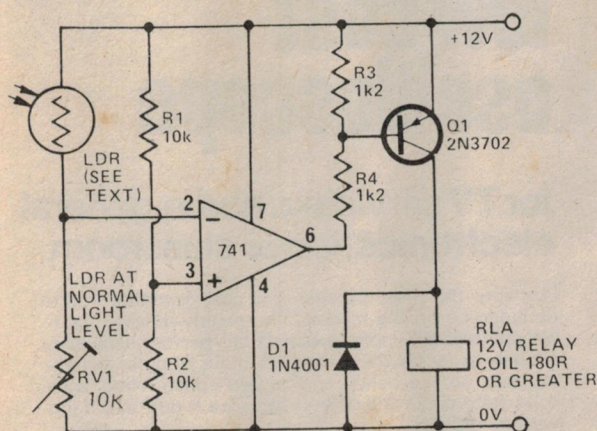 +12V
R3
1k2
R1
10k
Q1
2N3702
LDR
(SEE
TEXT)
R4
1k2
2
7
6
741
3
4
LDR AT
NORMAL
LIGHT
LEVEL
RV1
10K
R2
10k
D1
1N4001
RLA
12V RELAY
COIL 180R
OR GREATER
0V